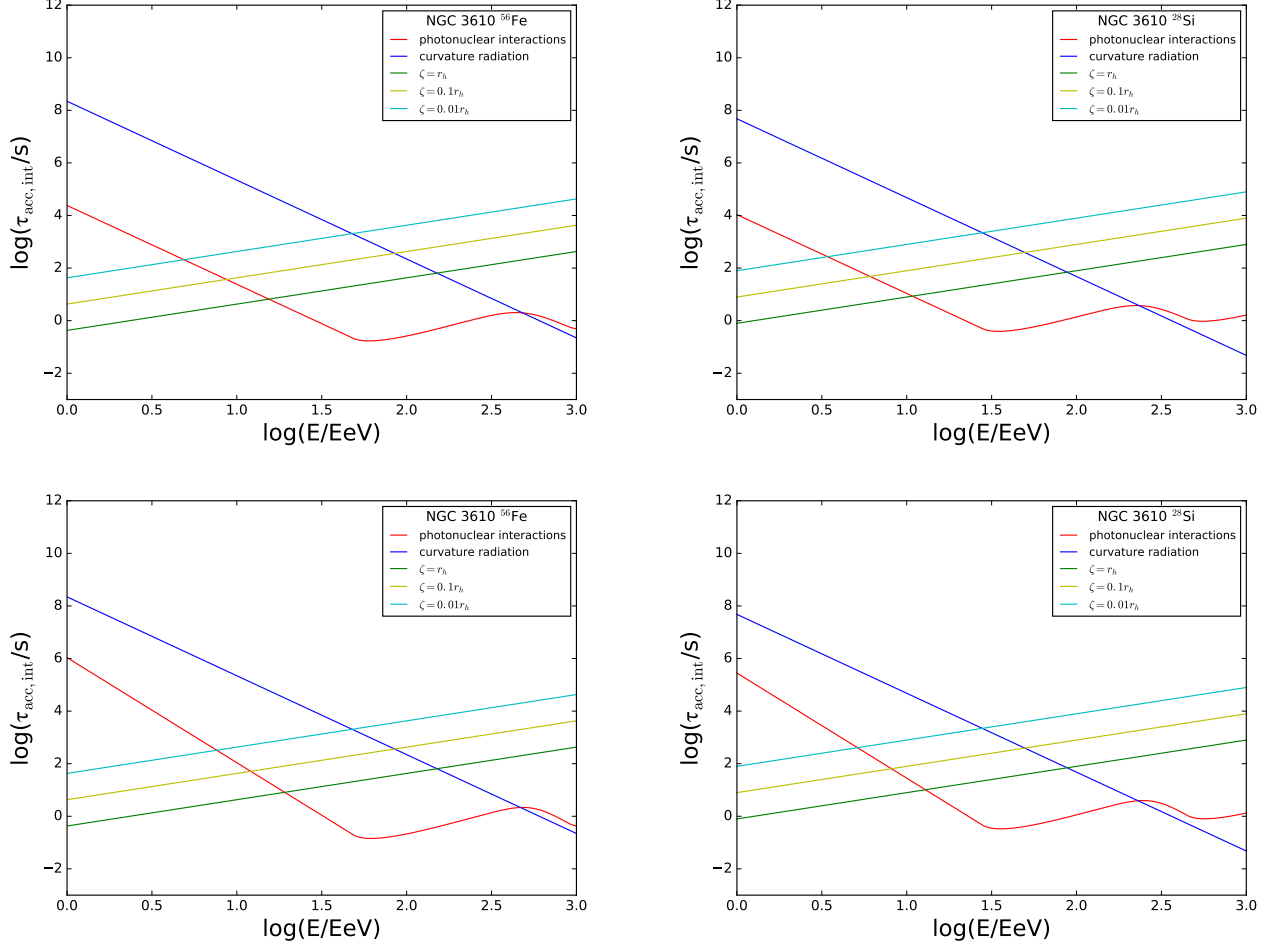 NGC 3610 ⁵⁶Fe
photonuclear interactions
curvature radiation
ζ = r_h
ζ = 0.1r_h
ζ = 0.01r_h
12
10
8
6
4
2
0
−2
log(τ_acc,int/s)
0.0 0.5 1.0 1.5 2.0 2.5 3.0
log(E/EeV)
NGC 3610 ²⁸Si
photonuclear interactions
curvature radiation
ζ = r_h
ζ = 0.1r_h
ζ = 0.01r_h
12
10
8
6
4
2
0
−2
log(τ_acc,int/s)
0.0 0.5 1.0 1.5 2.0 2.5 3.0
log(E/EeV)
NGC 3610 ⁵⁶Fe
photonuclear interactions
curvature radiation
ζ = r_h
ζ = 0.1r_h
ζ = 0.01r_h
12
10
8
6
4
2
0
−2
log(τ_acc,int/s)
0.0 0.5 1.0 1.5 2.0 2.5 3.0
log(E/EeV)
NGC 3610 ²⁸Si
photonuclear interactions
curvature radiation
ζ = r_h
ζ = 0.1r_h
ζ = 0.01r_h
12
10
8
6
4
2
0
−2
log(τ_acc,int/s)
0.0 0.5 1.0 1.5 2.0 2.5 3.0
log(E/EeV)